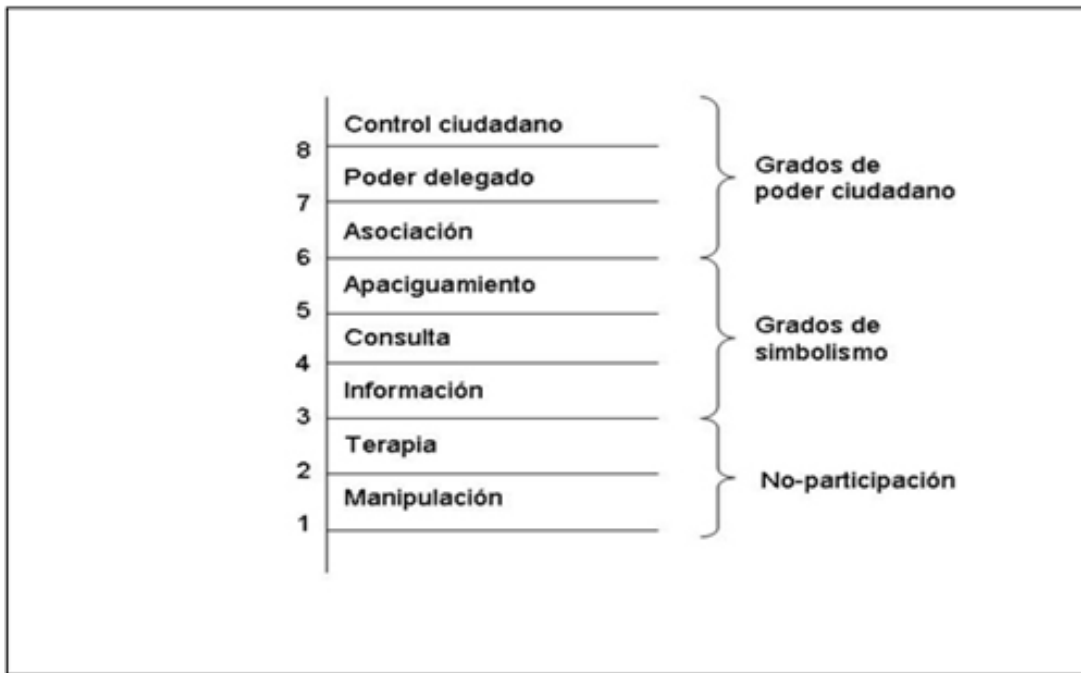 Control ciudadano
8
Poder delegado
7
Asociación
6
Apaciguamiento
5
Consulta
4
Información
3
Terapia
2
Manipulación
1
Grados de
poder ciudadano
Grados de
simbolismo
No-participación